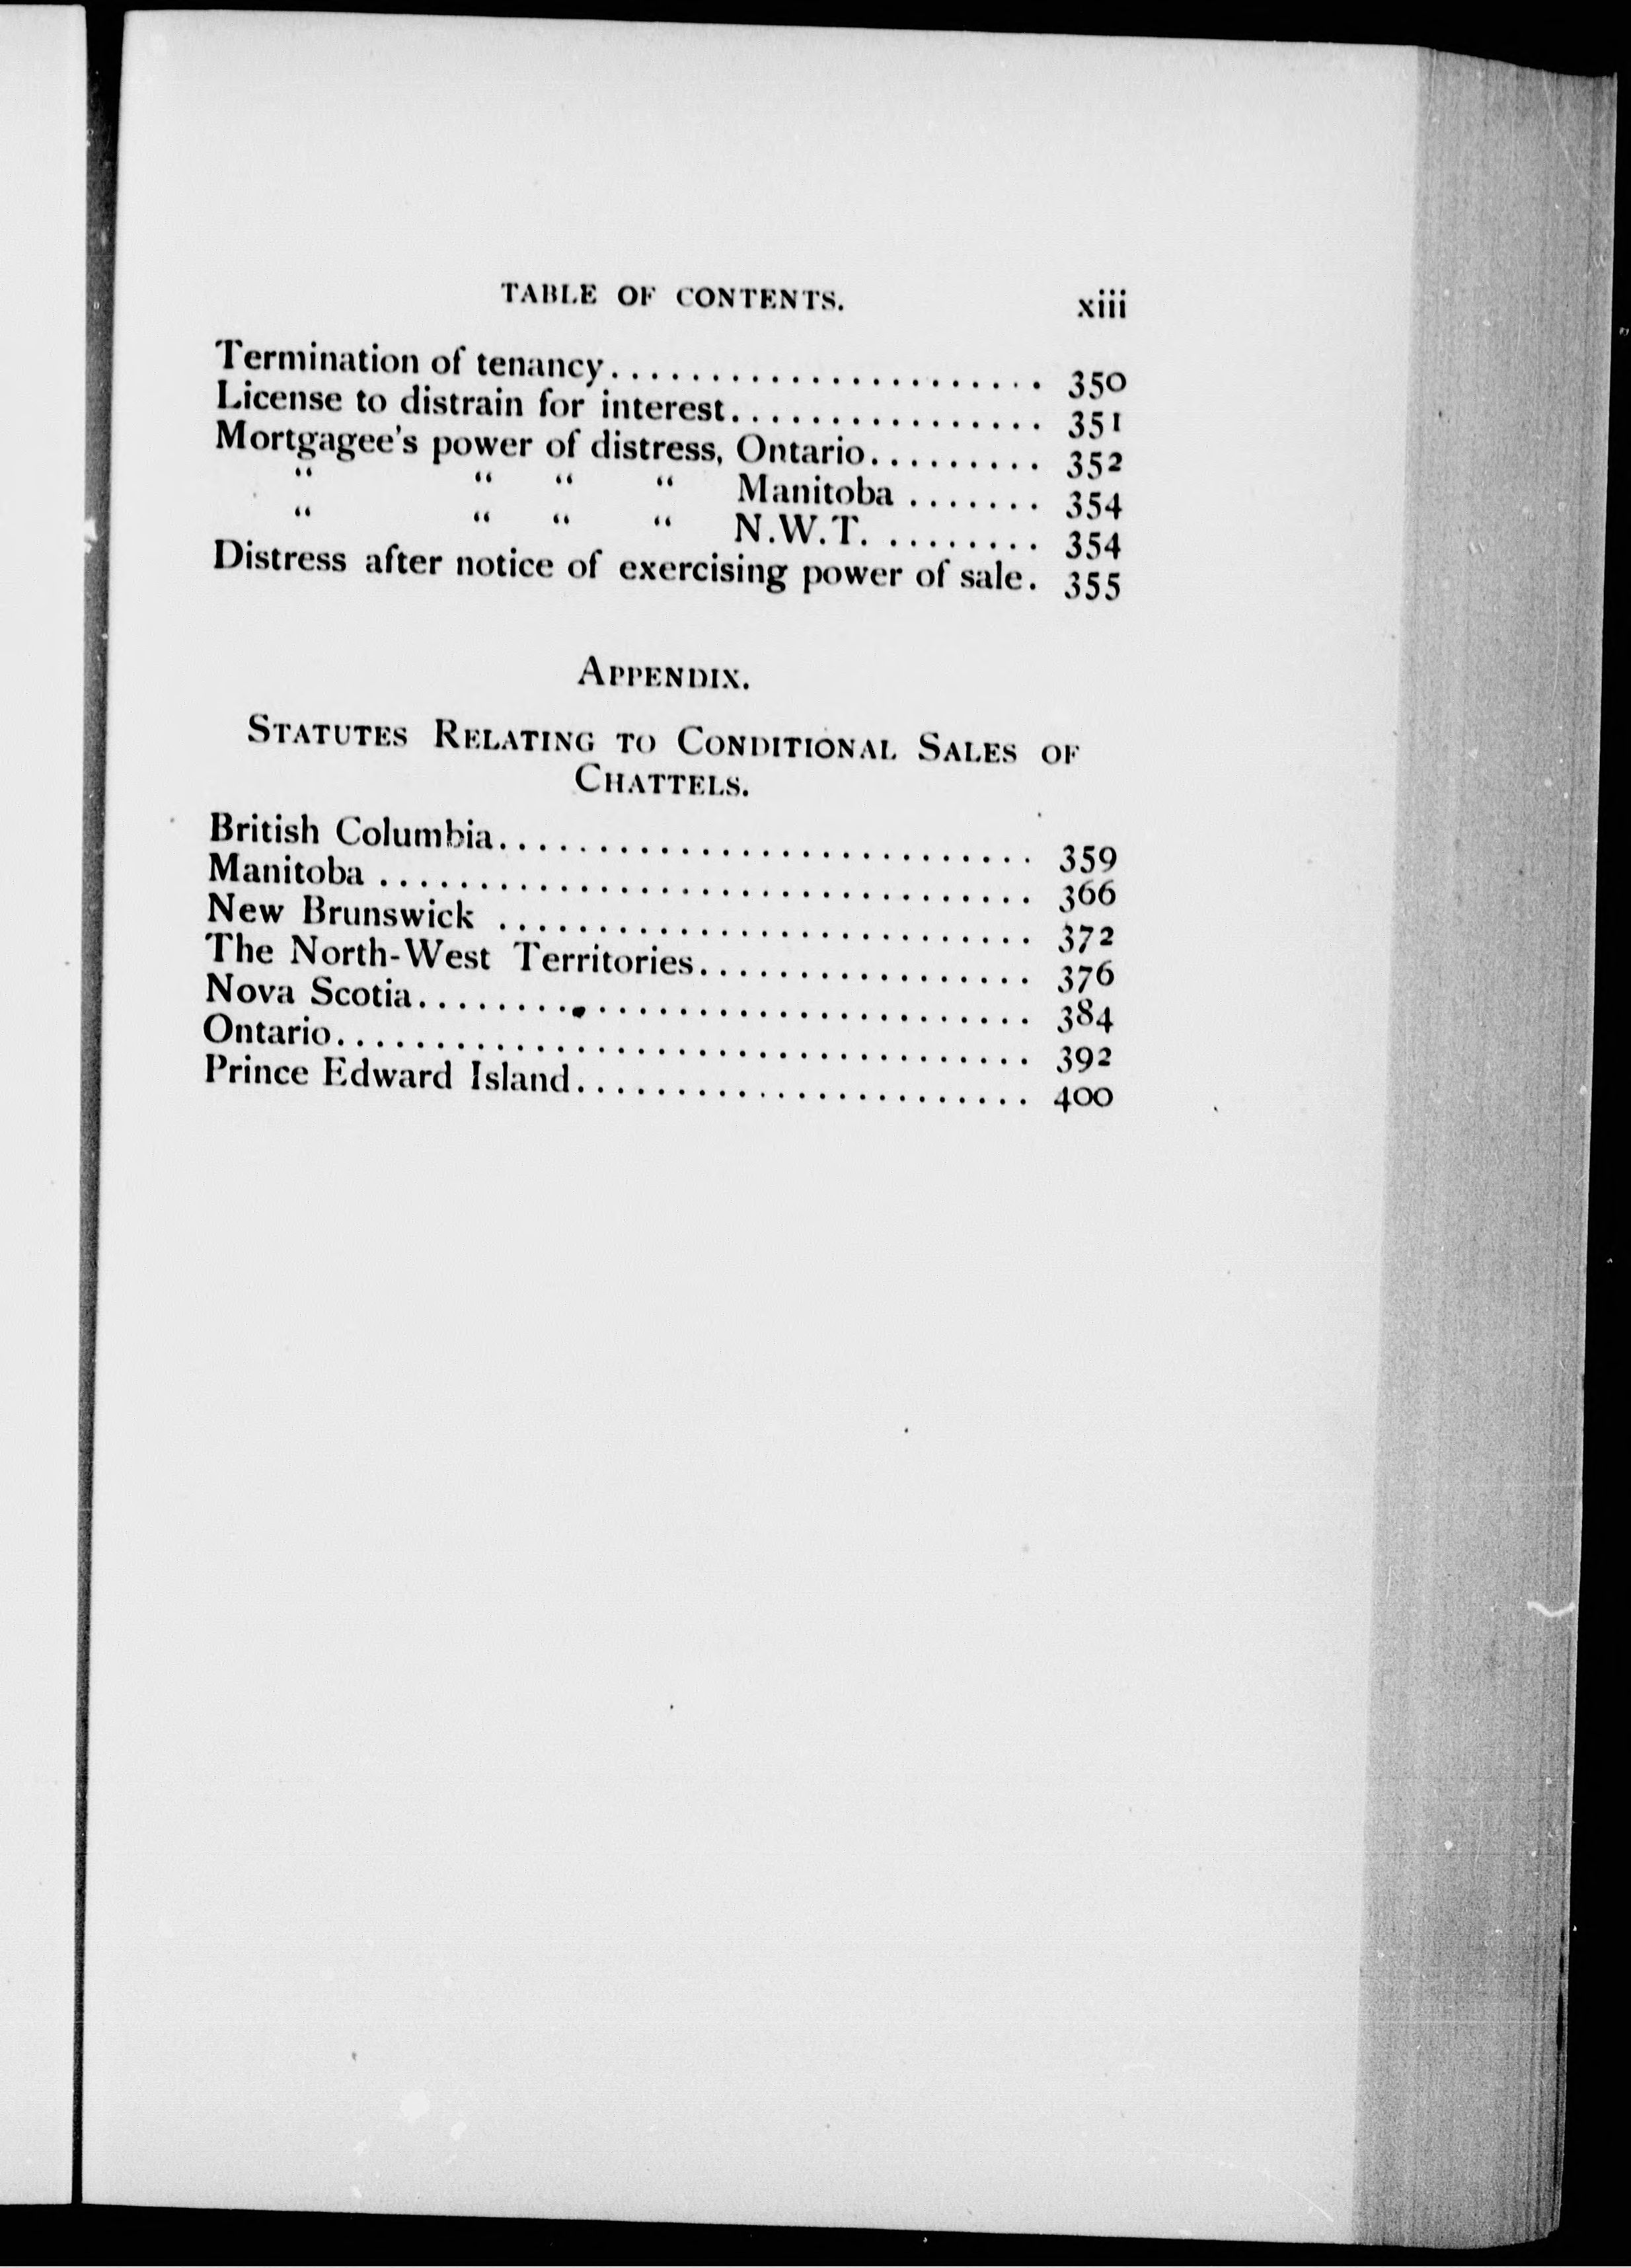 TABLE OF CONTENTS. xiii
Termination of tenancy....................... 350
License to distrain for interest................ 351
Mortgagee's power of distress, Ontario......... 352
“ “ “ “ Manitoba ....... 354
“ “ “ “ N.W.T. ........ 354
Distress after notice of exercising power of sale. 355
APPENDIX.
STATUTES RELATING TO CONDITIONAL SALES OF
CHATTELS.
British Columbia........................... 359
Manitoba ................................. 366
New Brunswick ........................... 372
The North-West Territories................. 376
Nova Scotia............................... 384
Ontario................................... 392
Prince Edward Island....................... 400